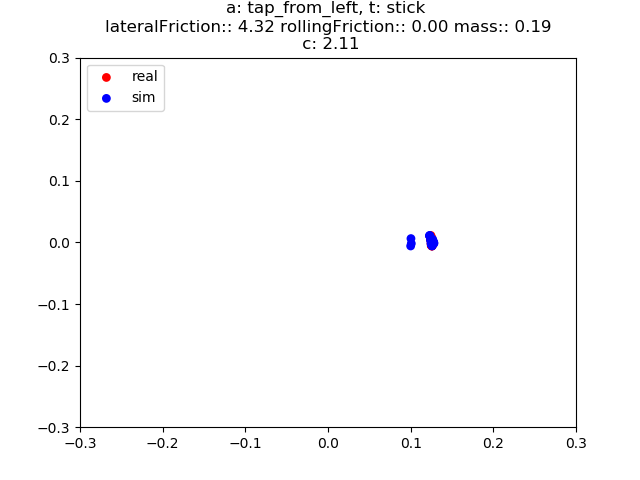 a: tap_from_left, t: stick
lateralFriction:: 4.32 rollingFriction:: 0.00 mass:: 0.19
c: 2.11
real
sim
0.3
0.2
0.1
0.0
−0.1
−0.2
−0.3
−0.3
−0.2
−0.1
0.0
0.1
0.2
0.3